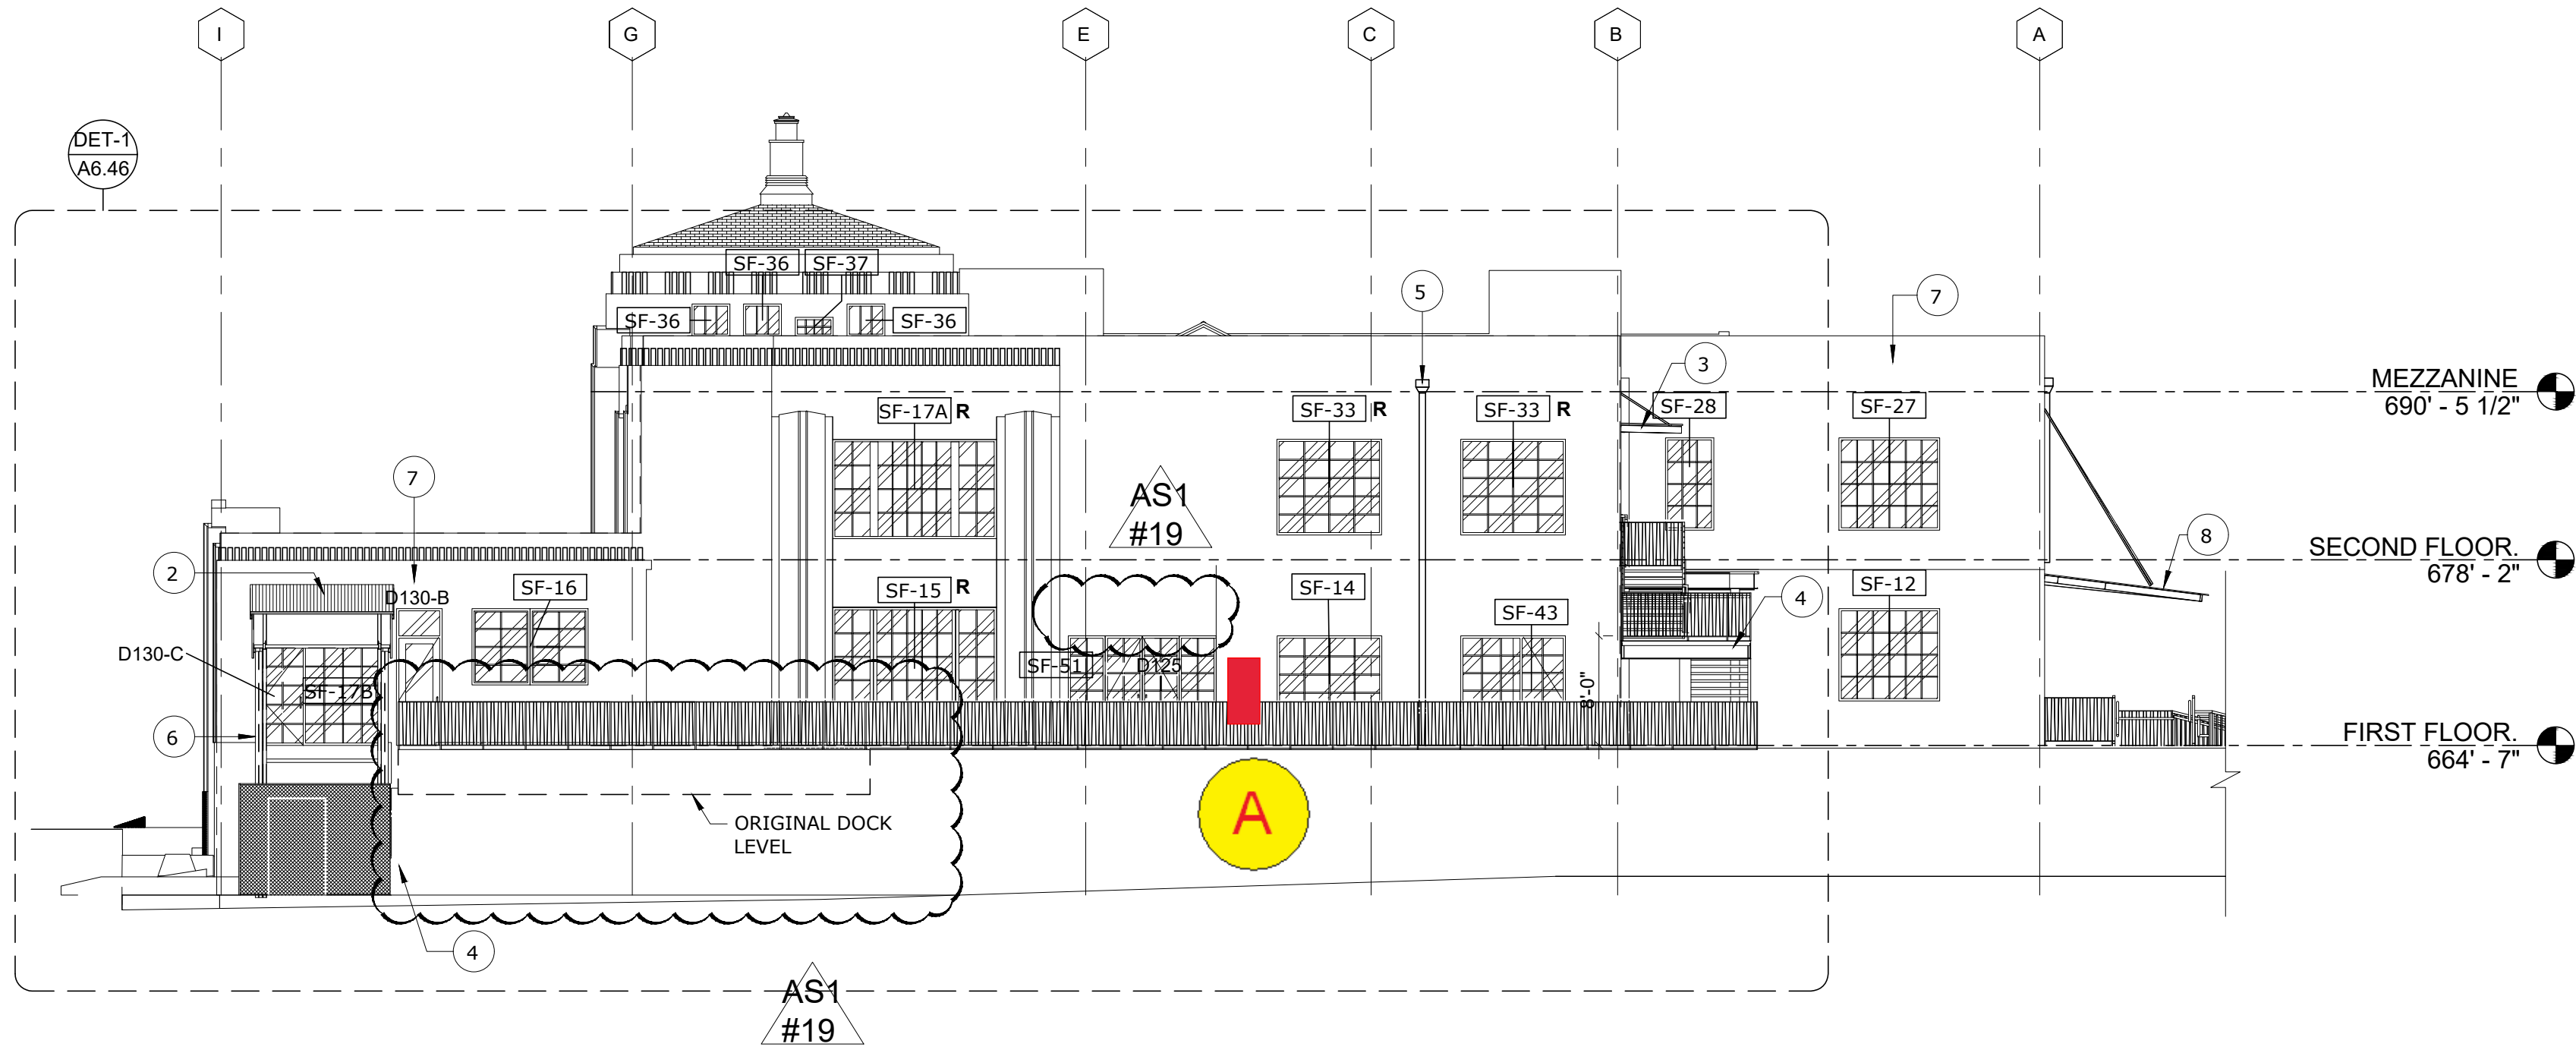 I
G
E
C
B
A
DET-1
A6.46
SF-36
SF-37
SF-36
SF-36
5
7
3
MEZZANINE
690' - 5 1/2"
SF-17A R
SF-33 R
SF-33 R
SF-28
SF-27
7
AS1
#19
8
SECOND FLOOR.
678' - 2"
2
D130-B
SF-16
SF-15 R
SF-14
SF-43
4
SF-12
D130-C
SF-17B
SF-51
D125
8'-0"
6
FIRST FLOOR.
664' - 7"
ORIGINAL DOCK
LEVEL
A
4
AS1
#19